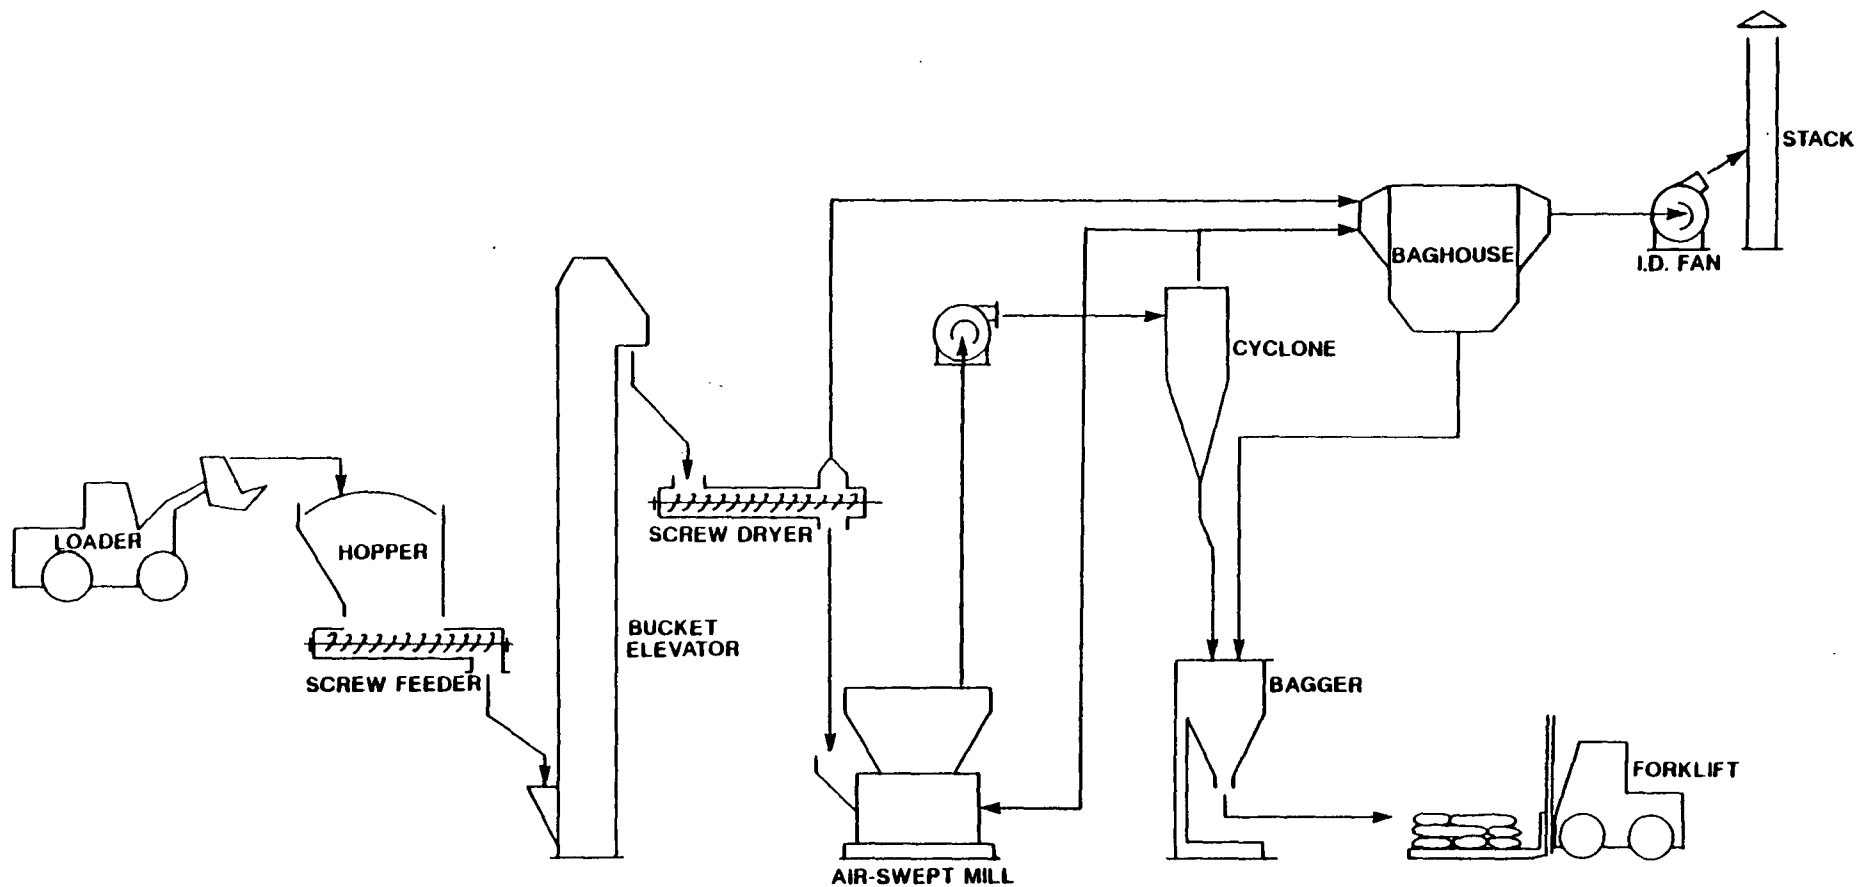 STACK
BAGHOUSE
I.D. FAN
CYCLONE
LOADER
HOPPER
SCREW DRYER
BUCKET
ELEVATOR
SCREW FEEDER
BAGGER
FORKLIFT
AIR-SWEPT MILL